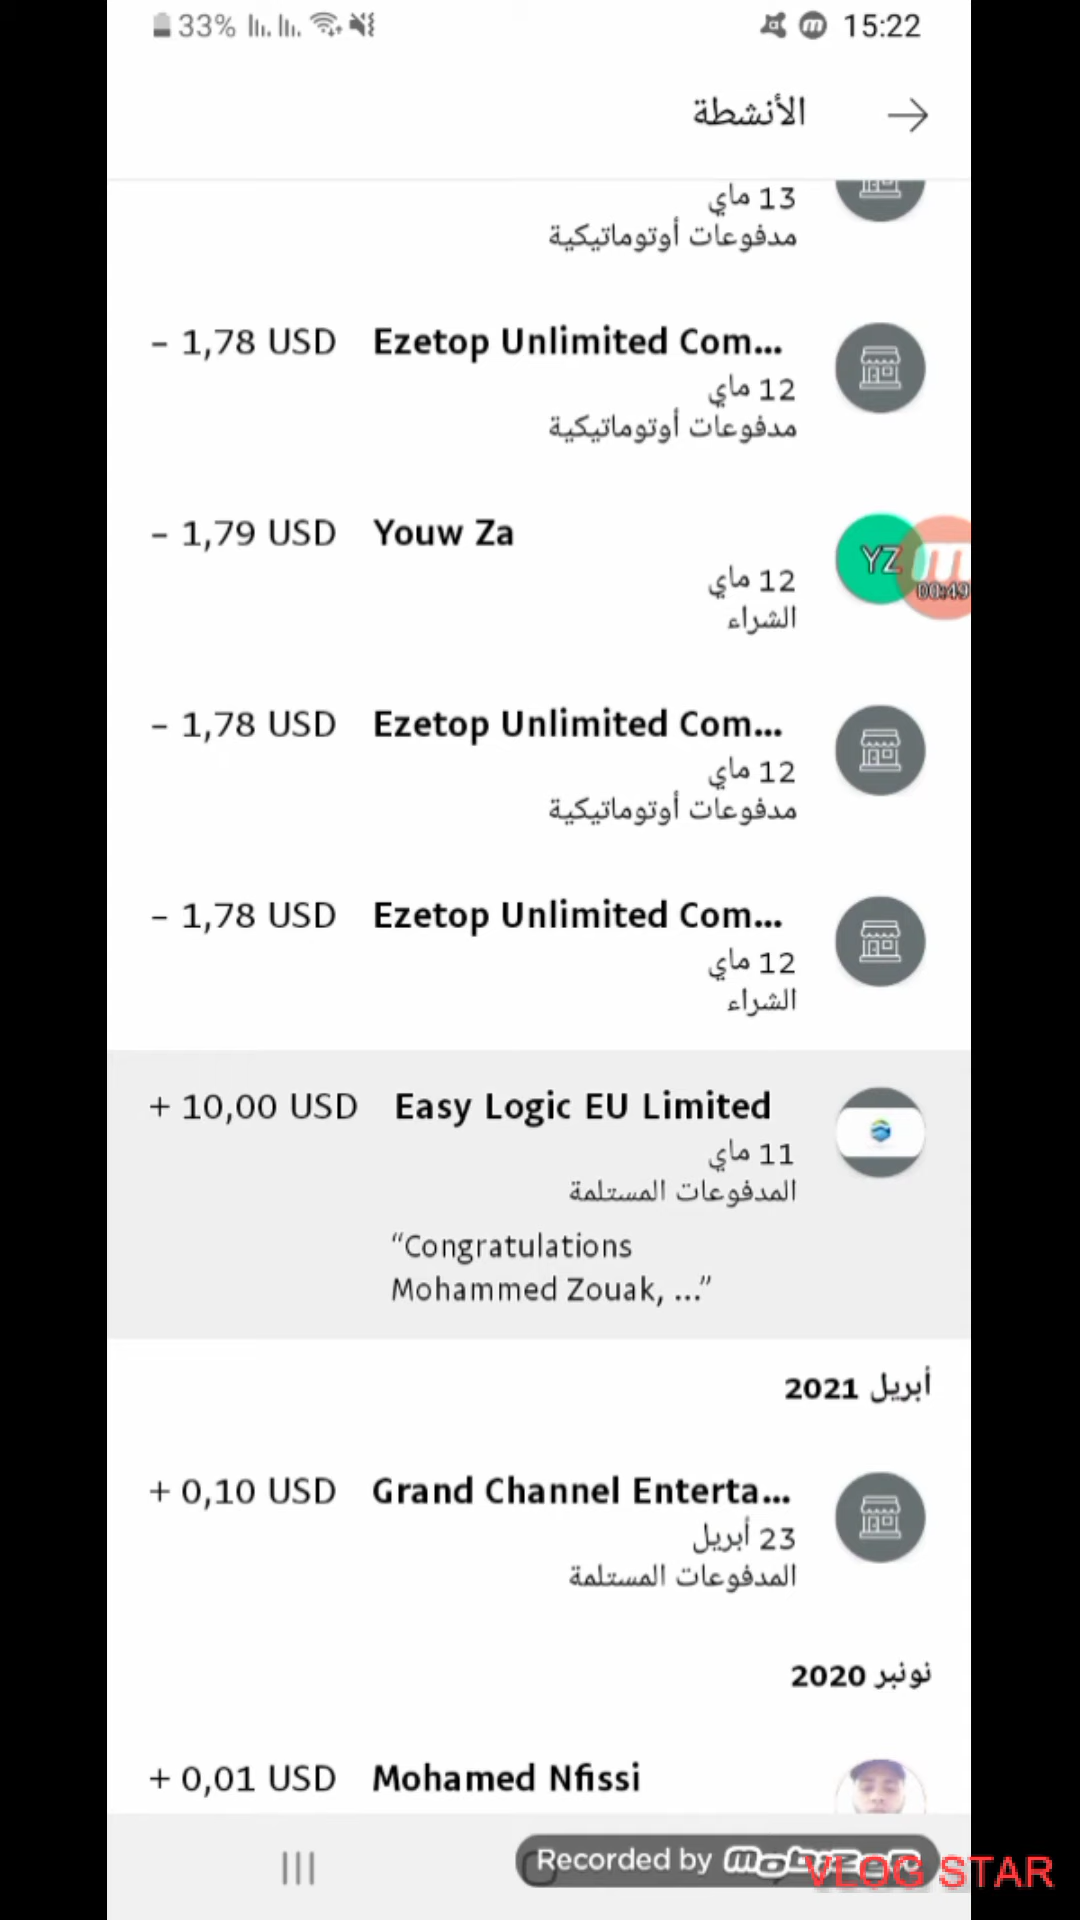 33% 15:22
الأنشطة
13 ماي
مدفوعات أوتوماتيكية
Ezetop Unlimited Com... – 1,78 USD
12 ماي
مدفوعات أوتوماتيكية
Youw Za – 1,79 USD
YZ
00:49
12 ماي
الشراء
Ezetop Unlimited Com... – 1,78 USD
12 ماي
مدفوعات أوتوماتيكية
Ezetop Unlimited Com... – 1,78 USD
12 ماي
الشراء
Easy Logic EU Limited + 10,00 USD
11 ماي
المدفوعات المستلمة
“Congratulations
Mohammed Zouak, ...”
أبريل 2021
Grand Channel Enterta... + 0,10 USD
23 أبريل
المدفوعات المستلمة
نونبر 2020
Mohamed Nfissi + 0,01 USD
Recorded by mobizen
VLOG STAR